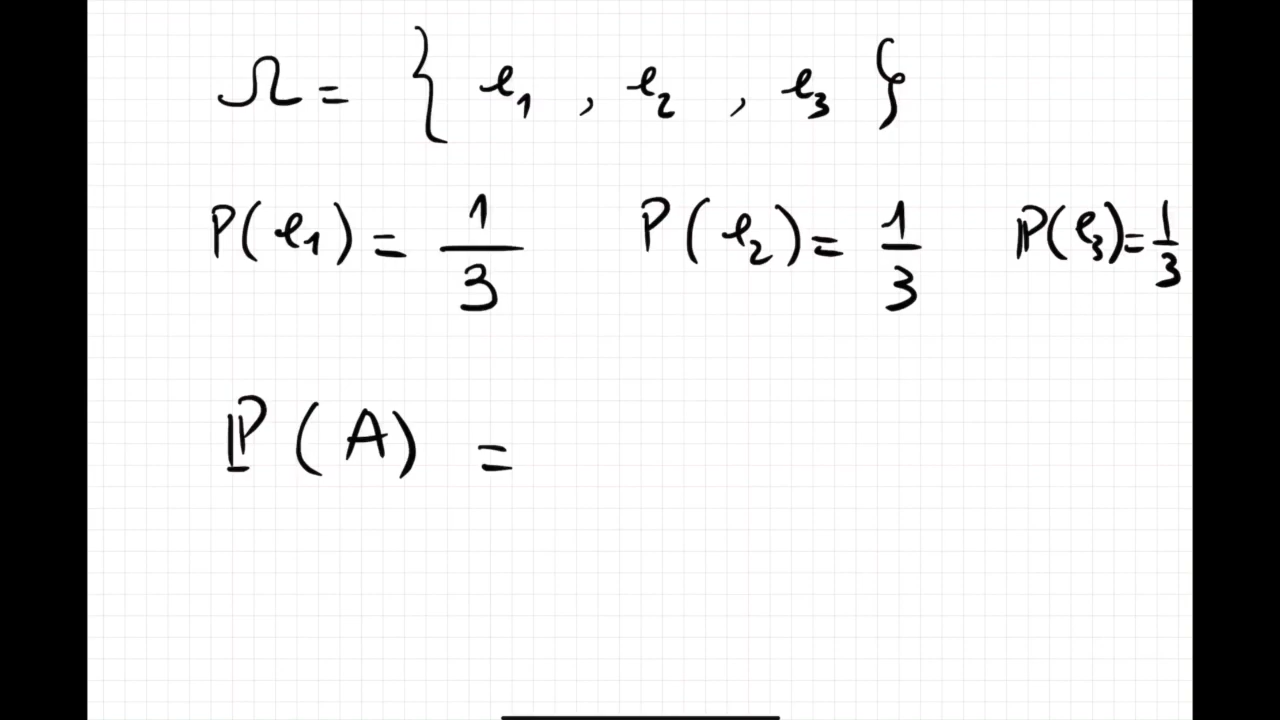 Ω = { e₁ , e₂ , e₃ }
P(e₁) = 1/3 P(e₂) = 1/3 ℙ(e₃) = 1/3
ℙ(A) =